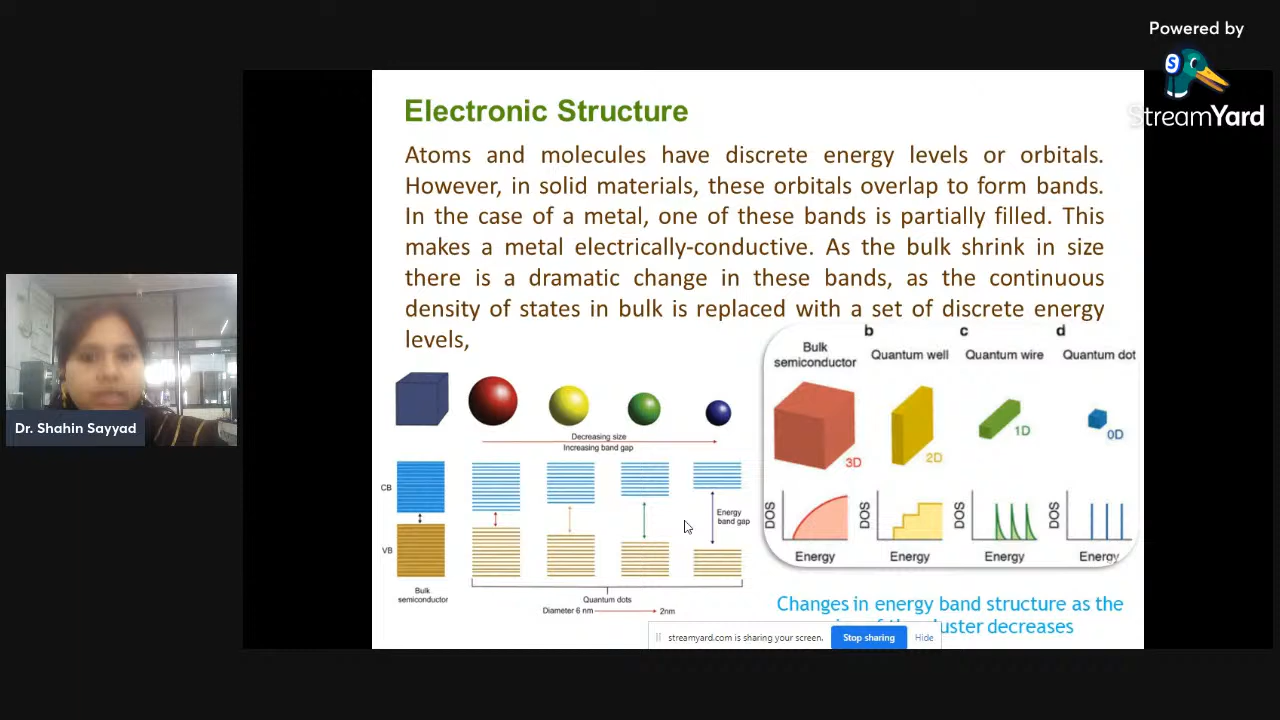 Powered by
S
StreamYard
Electronic Structure
Atoms and molecules have discrete energy levels or orbitals.
However, in solid materials, these orbitals overlap to form bands.
In the case of a metal, one of these bands is partially filled. This
makes a metal electrically-conductive. As the bulk shrink in size
there is a dramatic change in these bands, as the continuous
density of states in bulk is replaced with a set of discrete energy
levels,
Dr. Shahin Sayyad
Decreasing size
Increasing band gap
CB
VB
Energy
band gap
Bulk
semiconductor
Quantum dots
Diameter 6 nm
2nm
b
c
d
Bulk
semiconductor
Quantum well
Quantum wire
Quantum dot
3D
2D
1D
0D
DOS
DOS
DOS
DOS
Energy
Energy
Energy
Energy
Changes in energy band structure as the
decreases
streamyard.com is sharing your screen.
Stop sharing
Hide